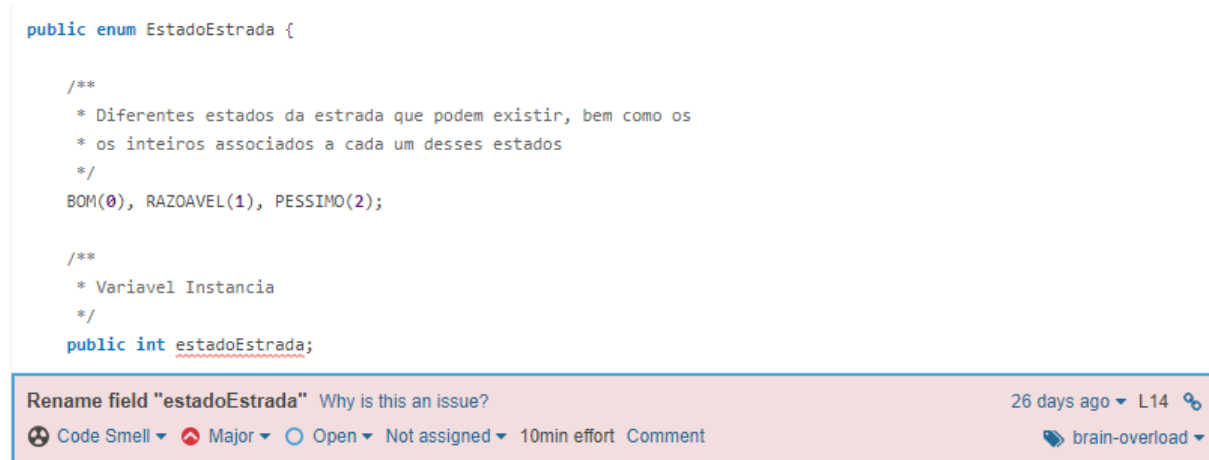 public enum EstadoEstrada {
/**
* Diferentes estados da estrada que podem existir, bem como os
* os inteiros associados a cada um desses estados
*/
BOM(0), RAZOAVEL(1), PESSIMO(2);
/**
* Variavel Instancia
*/
public int estadoEstrada;
Rename field "estadoEstrada" Why is this an issue? 26 days ago L14
Code Smell Major Open Not assigned 10min effort Comment brain-overload